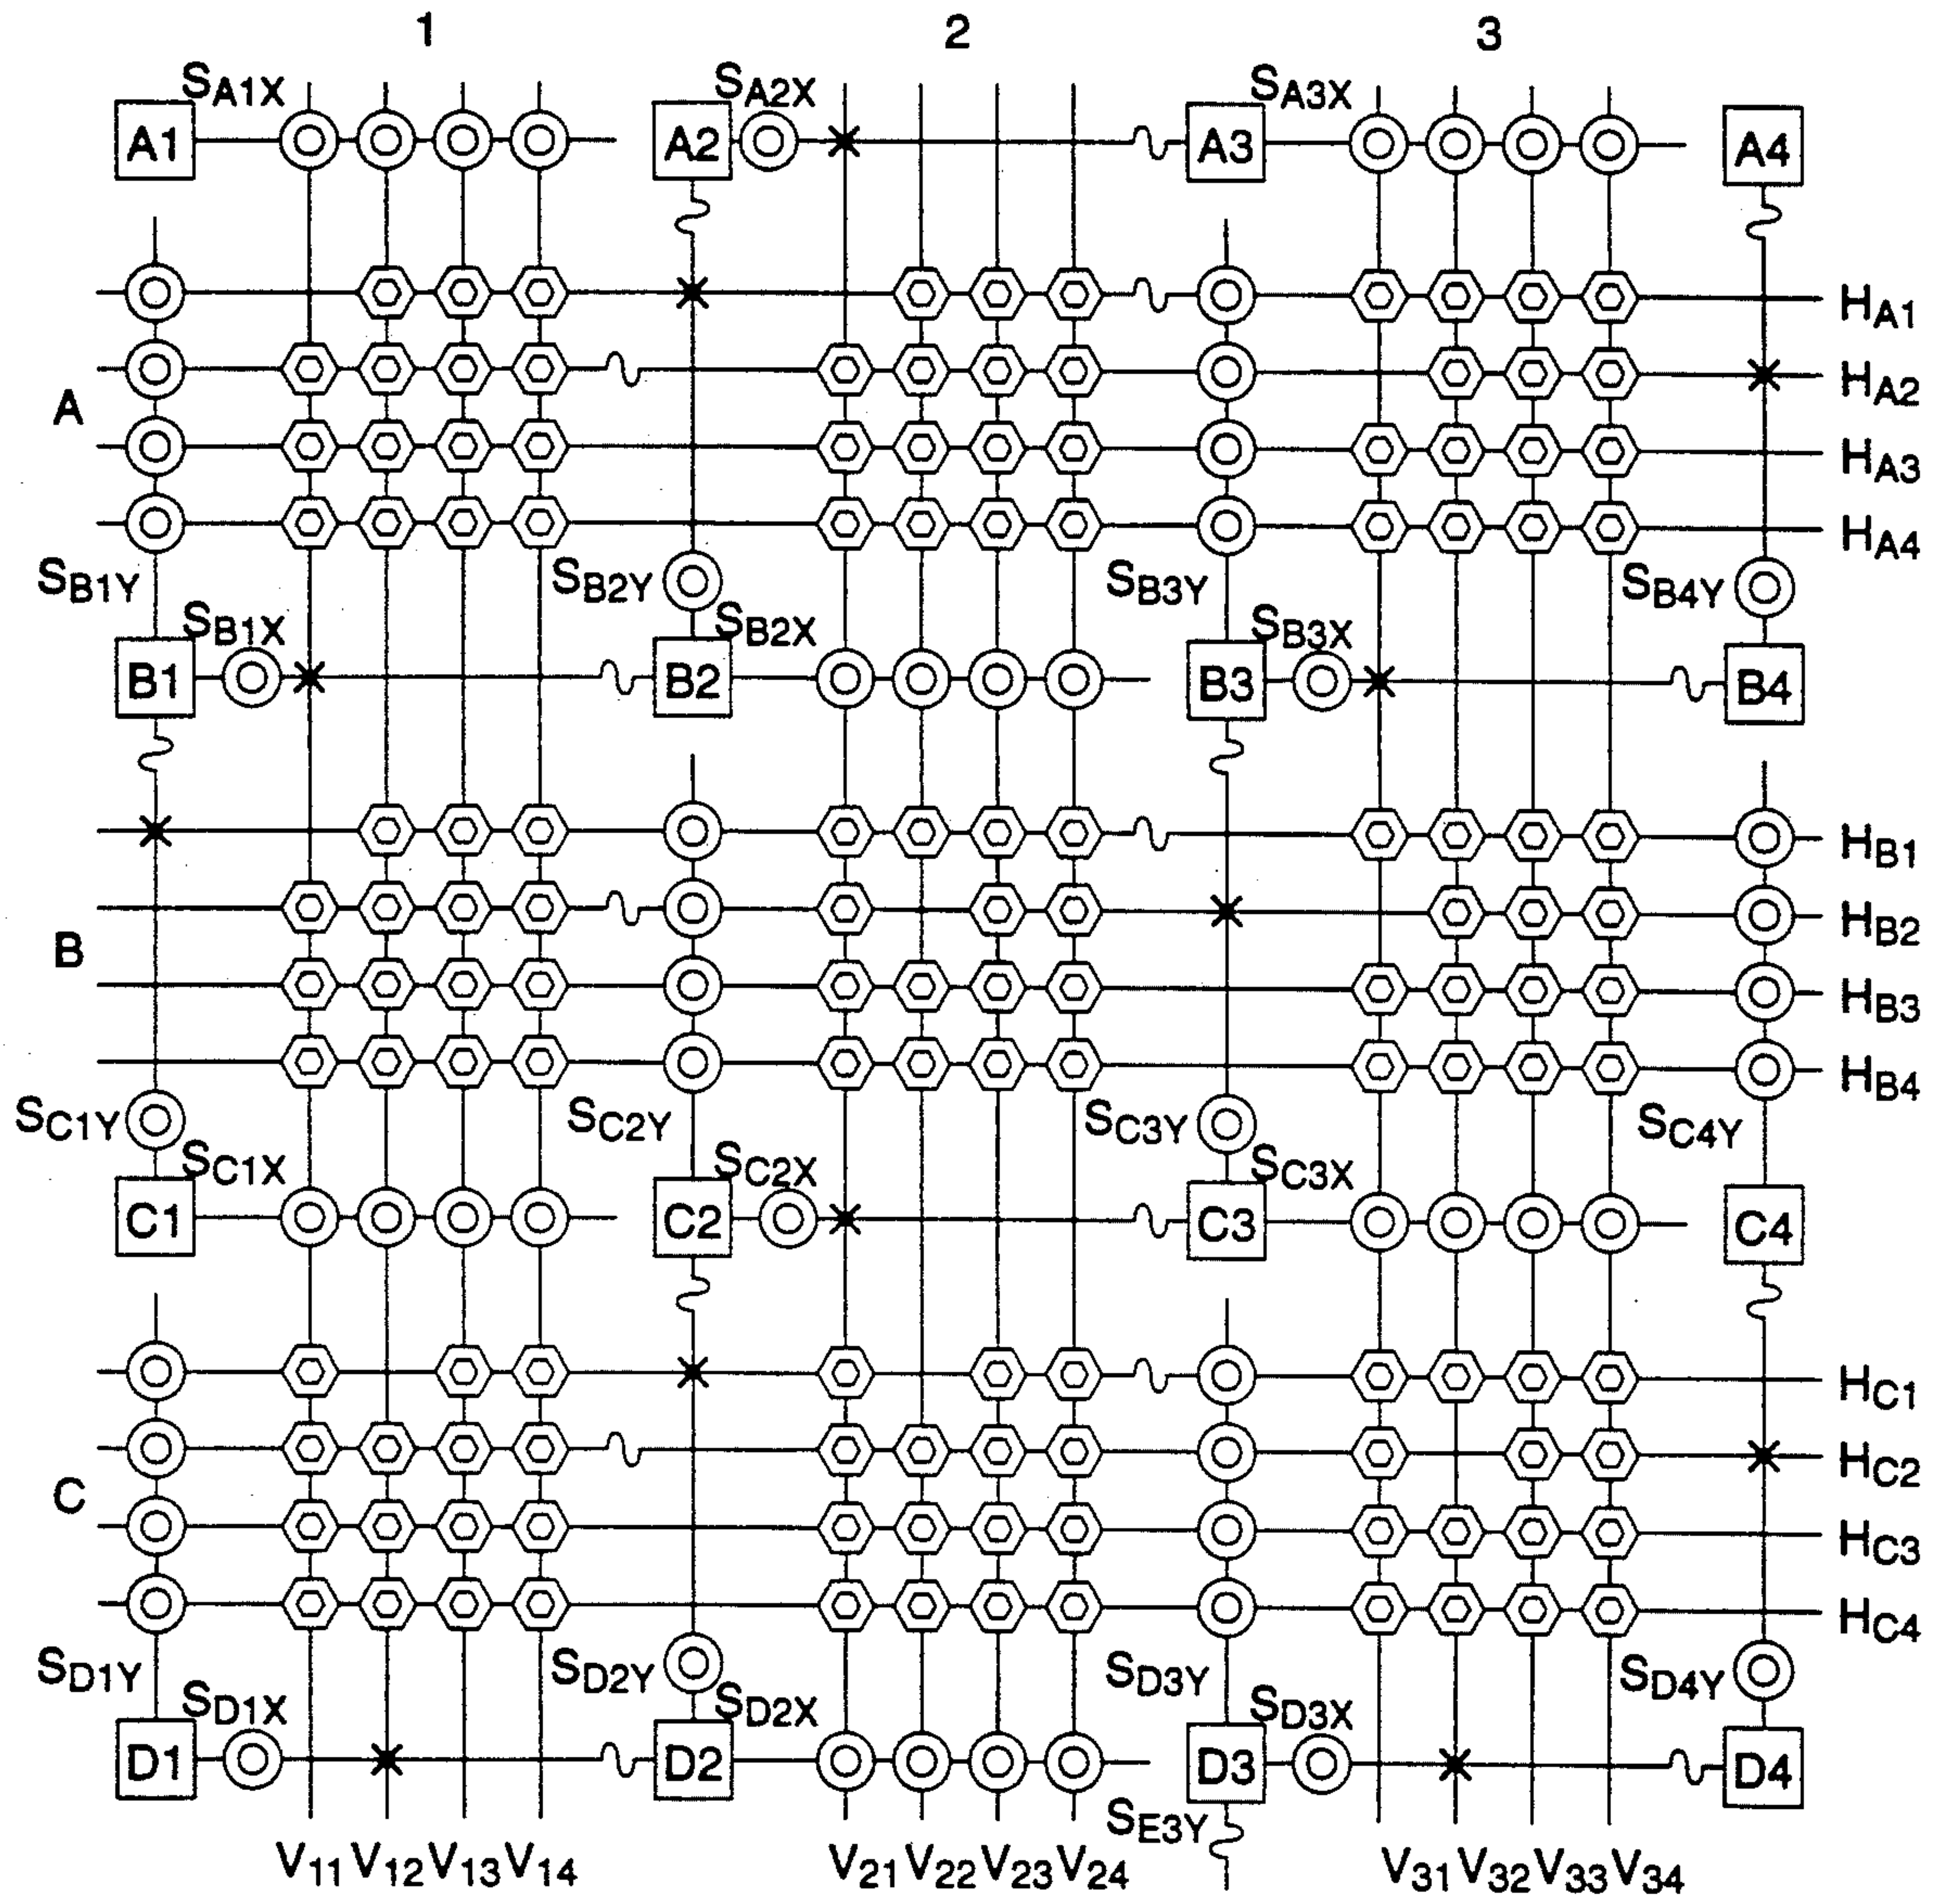 1 2 3
SA1X SA2X SA3X
A1 A2 A3 A4
HA1
HA2
A
HA3
HA4
SB1Y SB2Y SB3Y SB4Y
SB1X SB2X SB3X
B1 B2 B3 B4
HB1
HB2
B
HB3
HB4
SC1Y SC2Y SC3Y SC4Y
SC1X SC2X SC3X
C1 C2 C3 C4
HC1
HC2
C
HC3
HC4
SD1Y SD2Y SD3Y SD4Y
SD1X SD2X SD3X
D1 D2 D3 D4
SE3Y
V11 V12 V13 V14 V21 V22 V23 V24 V31 V32 V33 V34